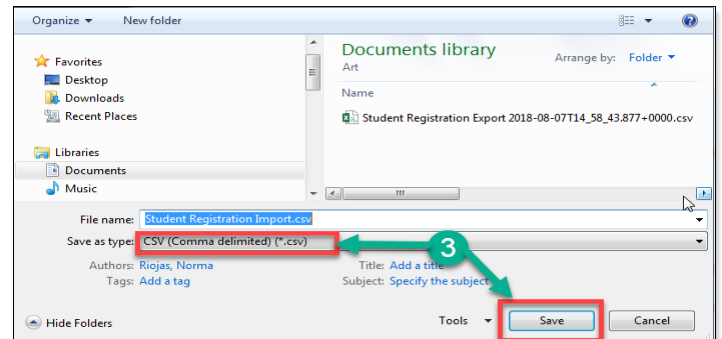 Organize New folder
Favorites
Desktop
Downloads
Recent Places
Libraries
Documents
Music
Documents library
Art
Arrange by: Folder
Name
Student Registration Export 2018-08-07T14_58_43.877+0000.csv
File name: Student Registration Import.csv
Save as type: CSV (Comma delimited) (*.csv)
3
Authors: Riojas, Norma Title: Add a title
Tags: Add a tag Subject: Specify the subject
Hide Folders Tools Save Cancel